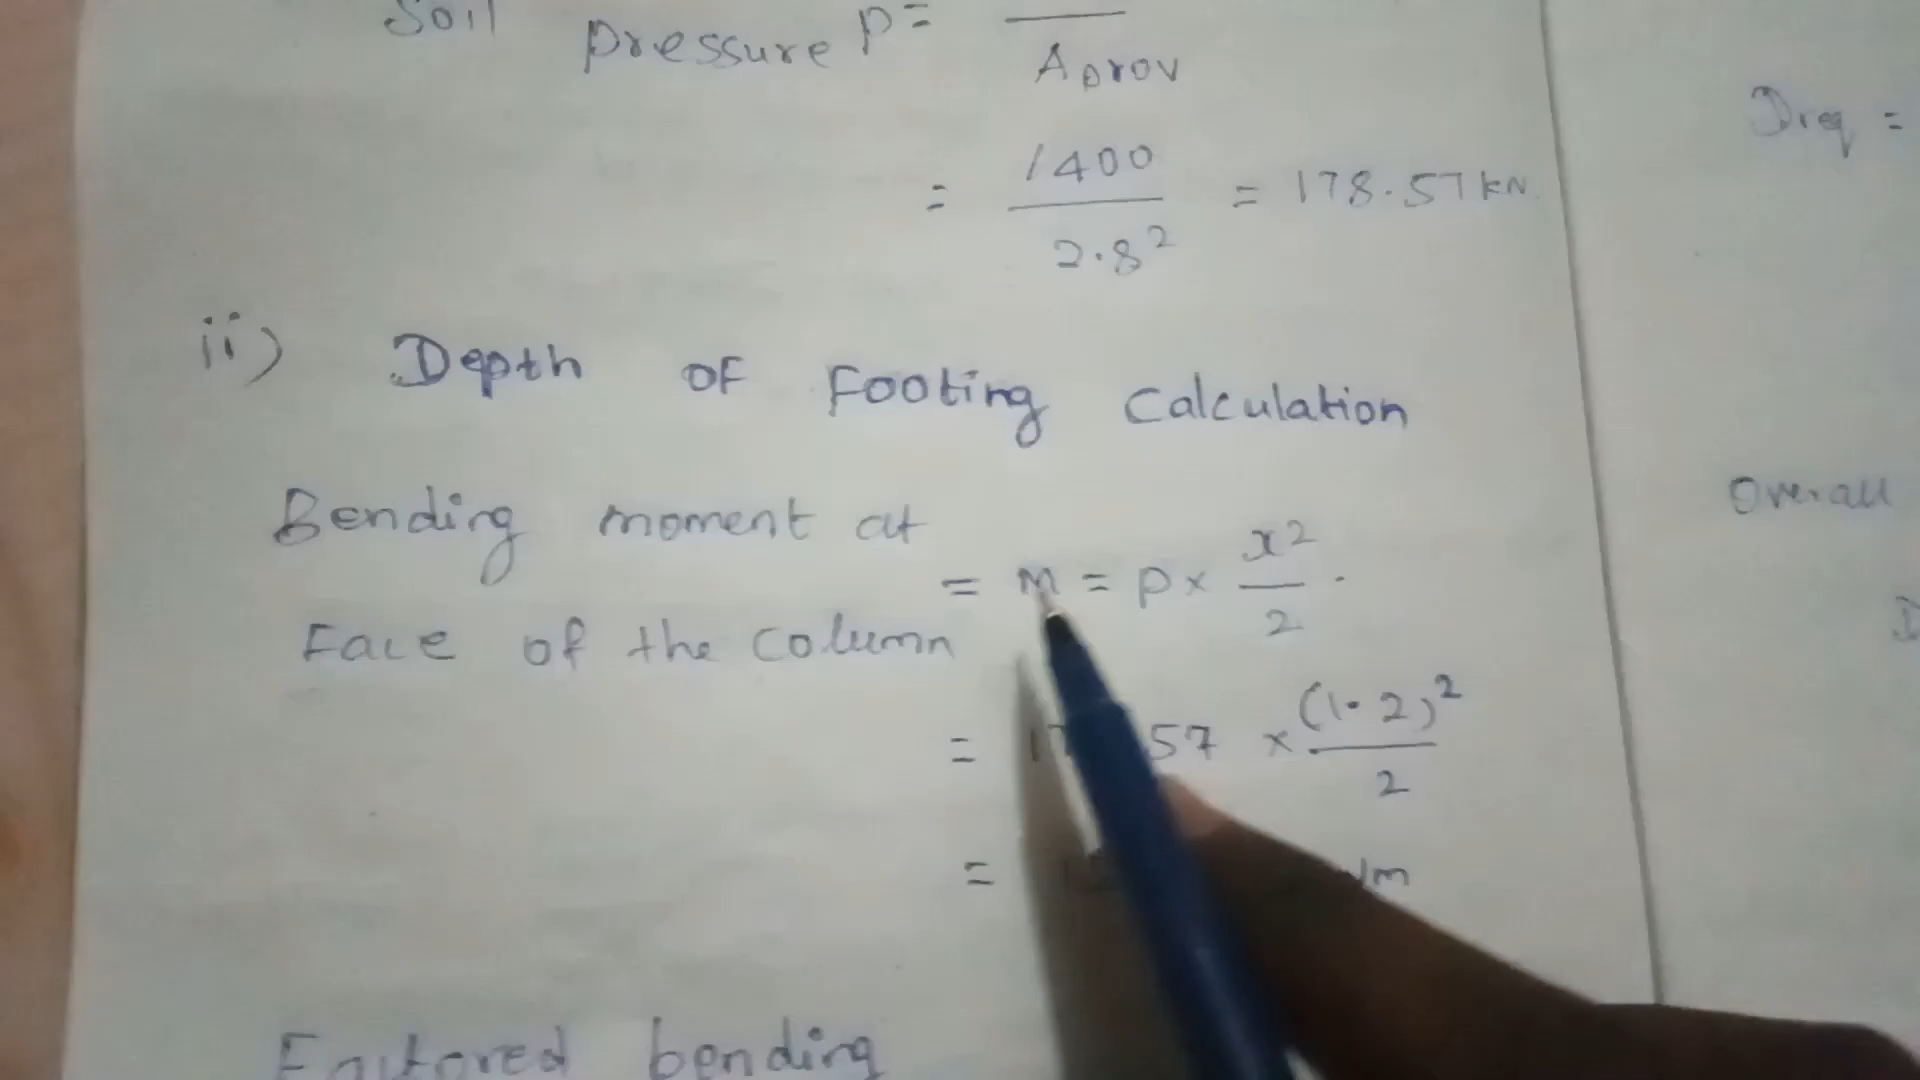 Soil pressure P =
Aprov
= 1400 / 2.8² = 178.57 kN
ii) Depth of Footing Calculation
Bending moment at
Face of the column = M = P × x²/2 .
= 57 × (1.2)²/2
=
Factored bending
Dreq =
Overall